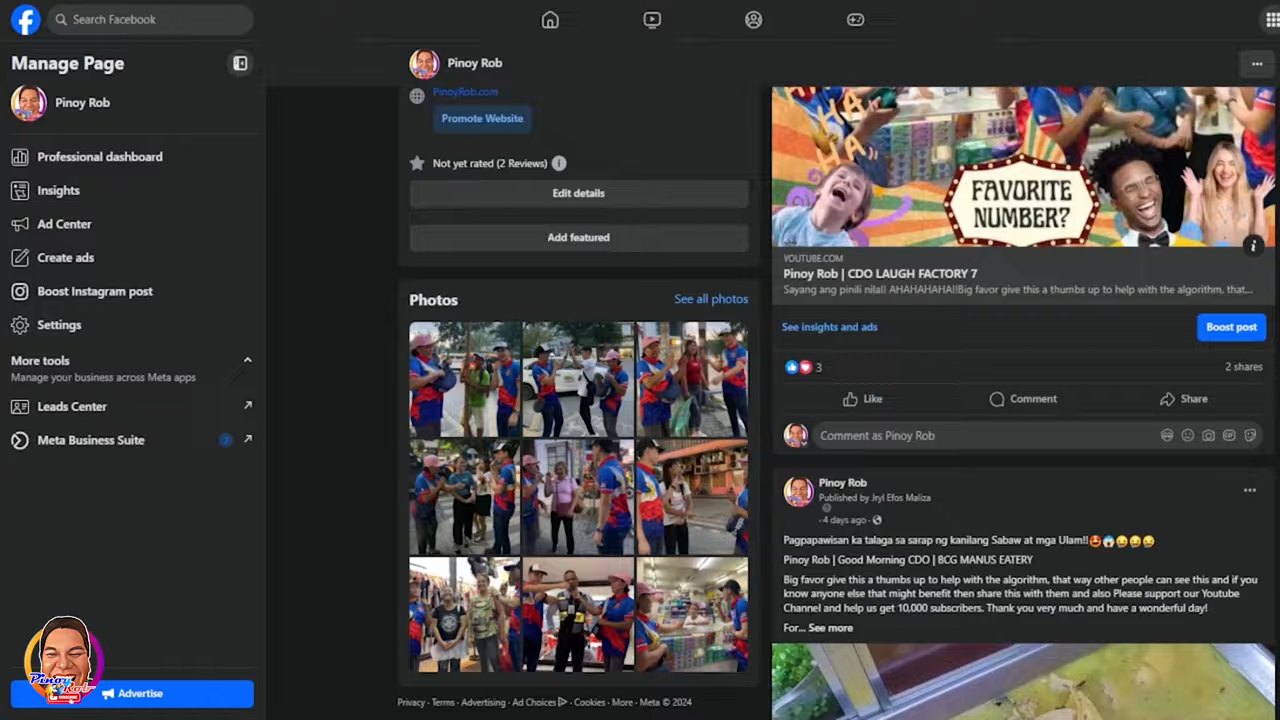 Search Facebook
Manage Page
Pinoy Rob
Professional dashboard
Insights
Ad Center
Create ads
Boost Instagram post
Settings
More tools
Manage your business across Meta apps
Leads Center
Meta Business Suite
7
Advertise
Pinoy Rob
SUBSCRIBE
Pinoy Rob
PinoyRob.com
Promote Website
Not yet rated (2 Reviews)
Edit details
Add featured
Photos
See all photos
Privacy · Terms · Advertising · Ad Choices · Cookies · More · Meta © 2024
HA HA
HA
FAVORITE
NUMBER?
YOUTUBE.COM
Pinoy Rob | CDO LAUGH FACTORY 7
Sayang ang pinili nila!! AHAHAHAHA!!Big favor give this a thumbs up to help with the algorithm, that...
See insights and ads
Boost post
3
2 shares
Like
Comment
Share
Comment as Pinoy Rob
Pinoy Rob
Published by Jryl Efos Maliza
· 4 days ago ·
Pagpapawisan ka talaga sa sarap ng kanilang Sabaw at mga Ulam!!🤩😱😂😂😂
Pinoy Rob | Good Morning CDO | BCG MANUS EATERY
Big favor give this a thumbs up to help with the algorithm, that way other people can see this and if you
know anyone else that might benefit then share this with them and also Please support our Youtube
Channel and help us get 10,000 subscribers. Thank you very much and have a wonderful day!
For... See more